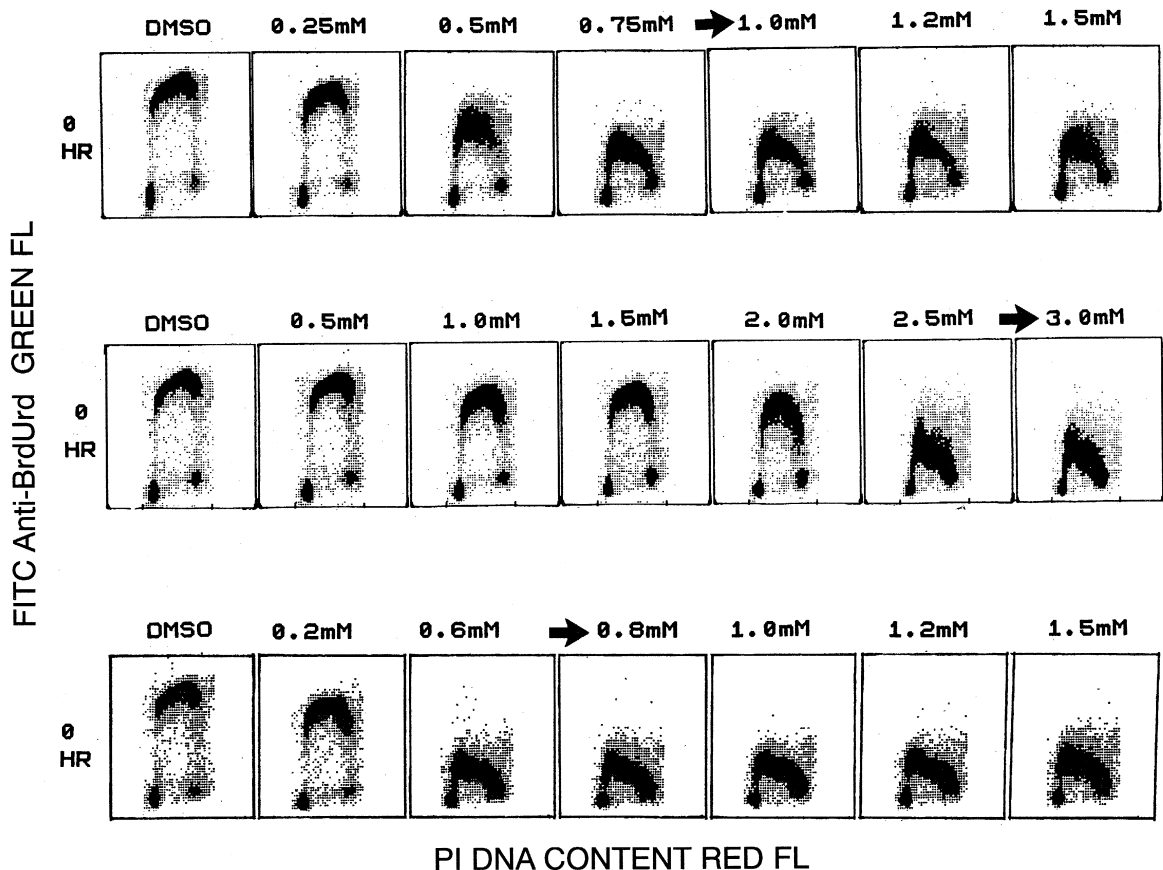 DMSO 0.25mM 0.5mM 0.75mM 1.0mM 1.2mM 1.5mM
0
HR
FITC Anti-BrdUrd GREEN FL
DMSO 0.5mM 1.0mM 1.5mM 2.0mM 2.5mM 3.0mM
0
HR
DMSO 0.2mM 0.6mM 0.8mM 1.0mM 1.2mM 1.5mM
0
HR
PI DNA CONTENT RED FL